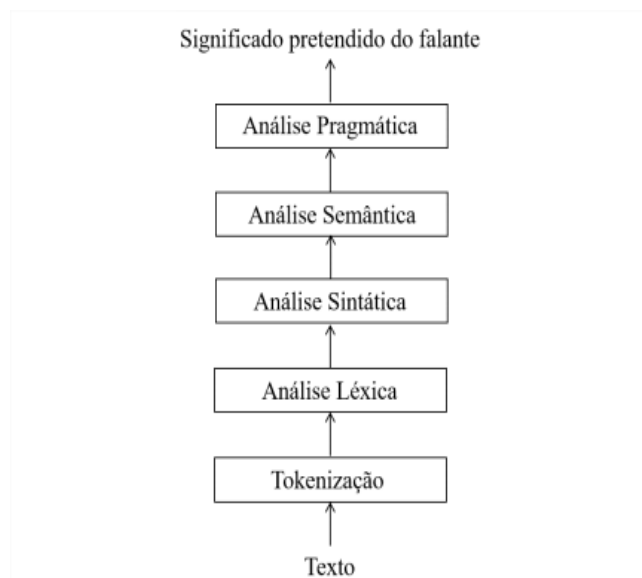 Significado pretendido do falante
Análise Pragmática
Análise Semântica
Análise Sintática
Análise Léxica
Tokenização
Texto